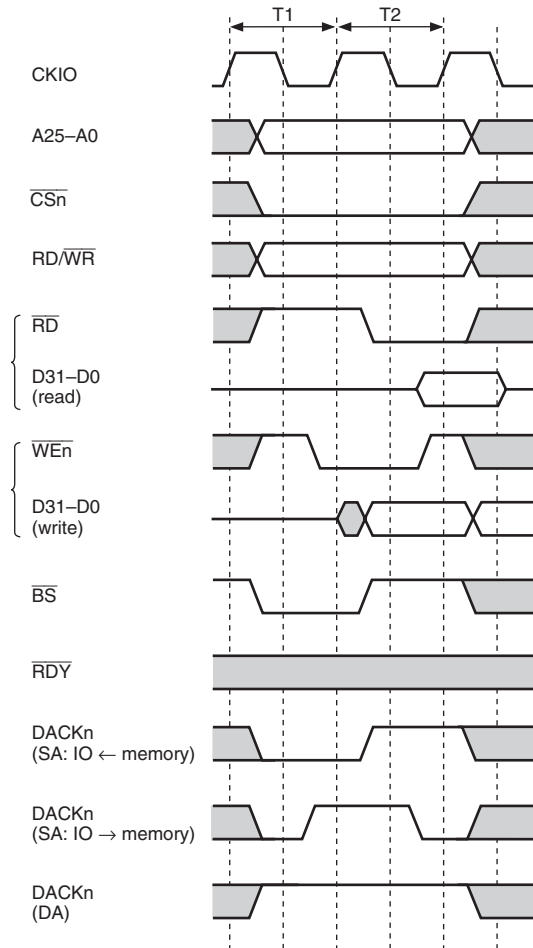 T1 T2
CKIO
A25–A0
CSn
RD/WR
RD
D31–D0
(read)
WEn
D31–D0
(write)
BS
RDY
DACKn
(SA: IO ← memory)
DACKn
(SA: IO → memory)
DACKn
(DA)